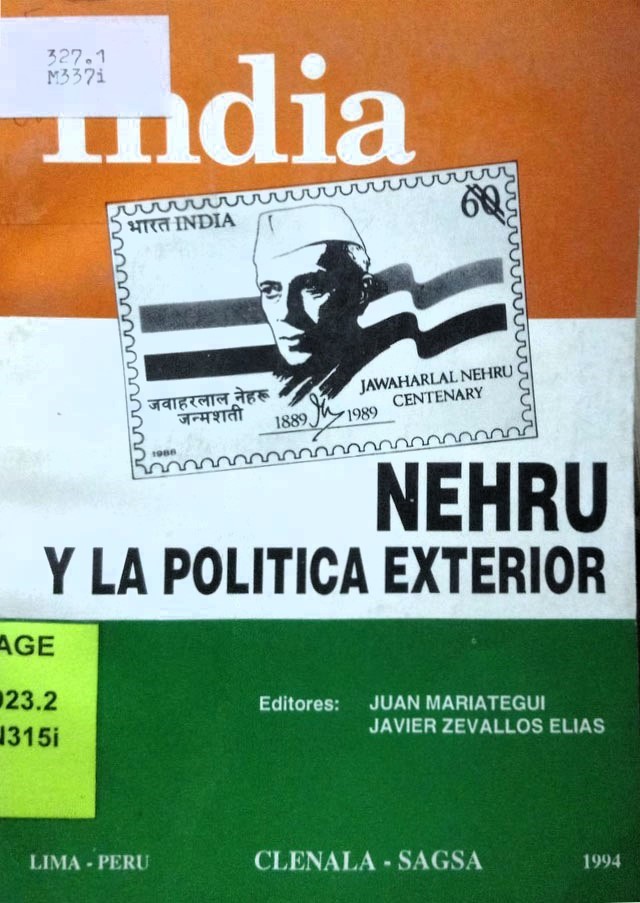 327.1
M337i
India
भारत INDIA
60
जवाहरलाल नेहरू
जन्मशती
1889 1989
JAWAHARLAL NEHRU
CENTENARY
1988
NEHRU
Y LA POLITICA EXTERIOR
AGE
023.2
N315i
Editores: JUAN MARIATEGUI
JAVIER ZEVALLOS ELIAS
LIMA - PERU CLENALA - SAGSA 1994